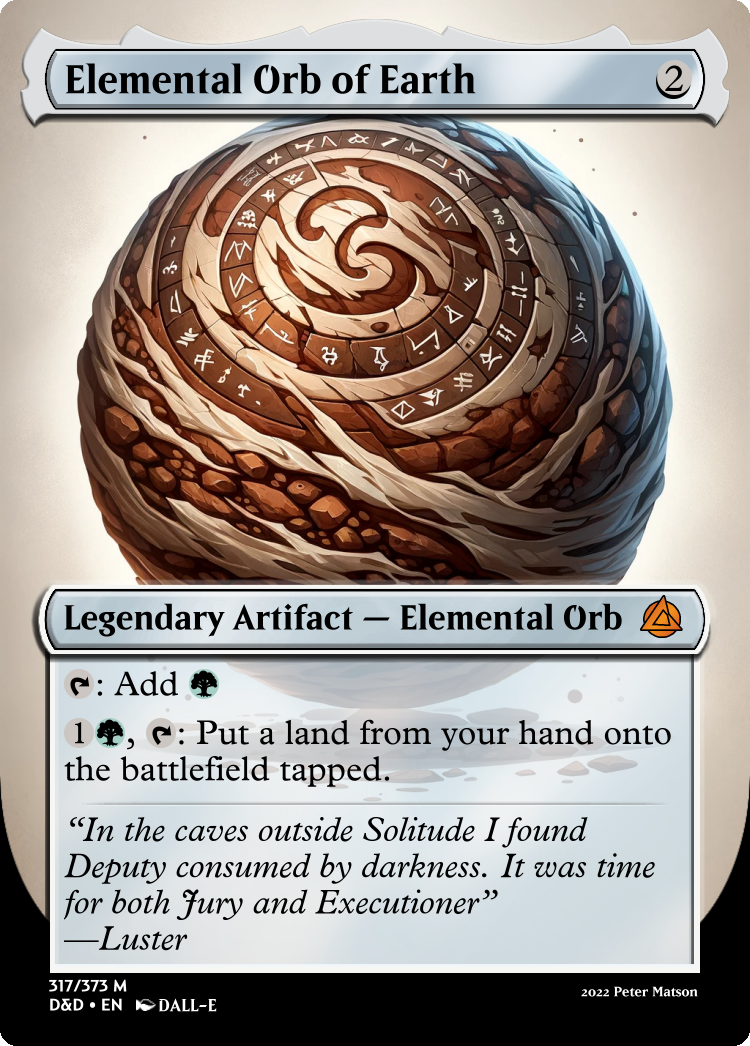 Elemental Orb of Earth
2
Legendary Artifact — Elemental Orb
: Add
1 , : Put a land from your hand onto
the battlefield tapped.
“In the caves outside Solitude I found
Deputy consumed by darkness. It was time
for both Jury and Executioner”
—Luster
317/373 M
D&D • EN DALL-E
2022 Peter Matson